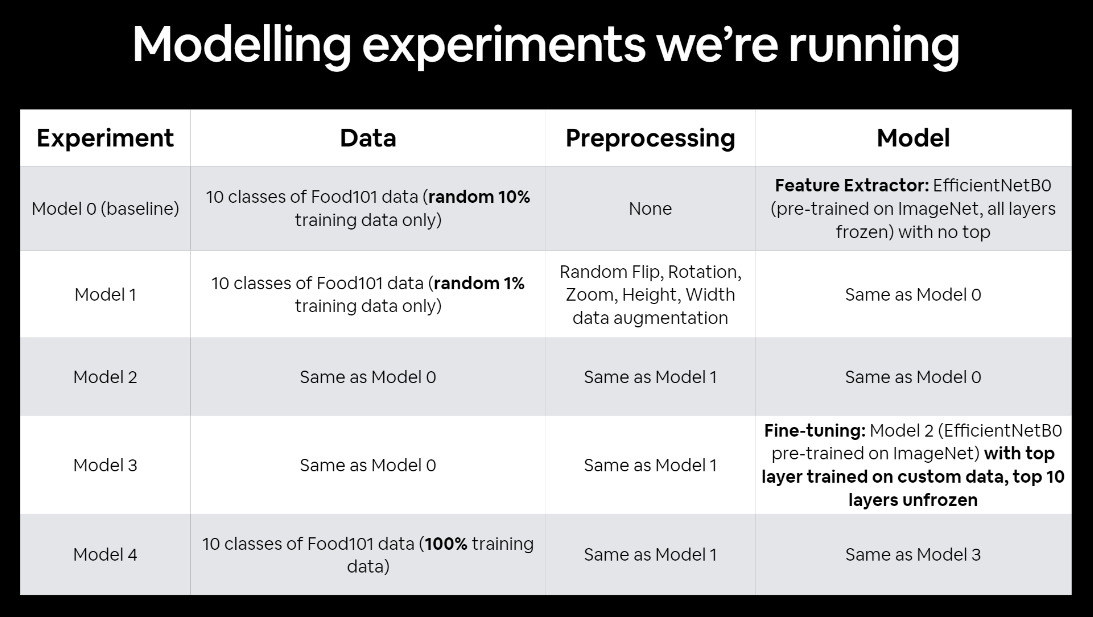 Modelling experiments we're running
Experiment
Data
Preprocessing
Model
Model 0 (baseline)
10 classes of Food101 data (random 10%
training data only)
None
Feature Extractor: EfficientNetB0
(pre-trained on ImageNet, all layers
frozen) with no top
Model 1
10 classes of Food101 data (random 1%
training data only)
Random Flip, Rotation,
Zoom, Height, Width
data augmentation
Same as Model 0
Model 2
Same as Model 0
Same as Model 1
Same as Model 0
Model 3
Same as Model 0
Same as Model 1
Fine-tuning: Model 2 (EfficientNetB0
pre-trained on ImageNet) with top
layer trained on custom data, top 10
layers unfrozen
Model 4
10 classes of Food101 data (100% training
data)
Same as Model 1
Same as Model 3